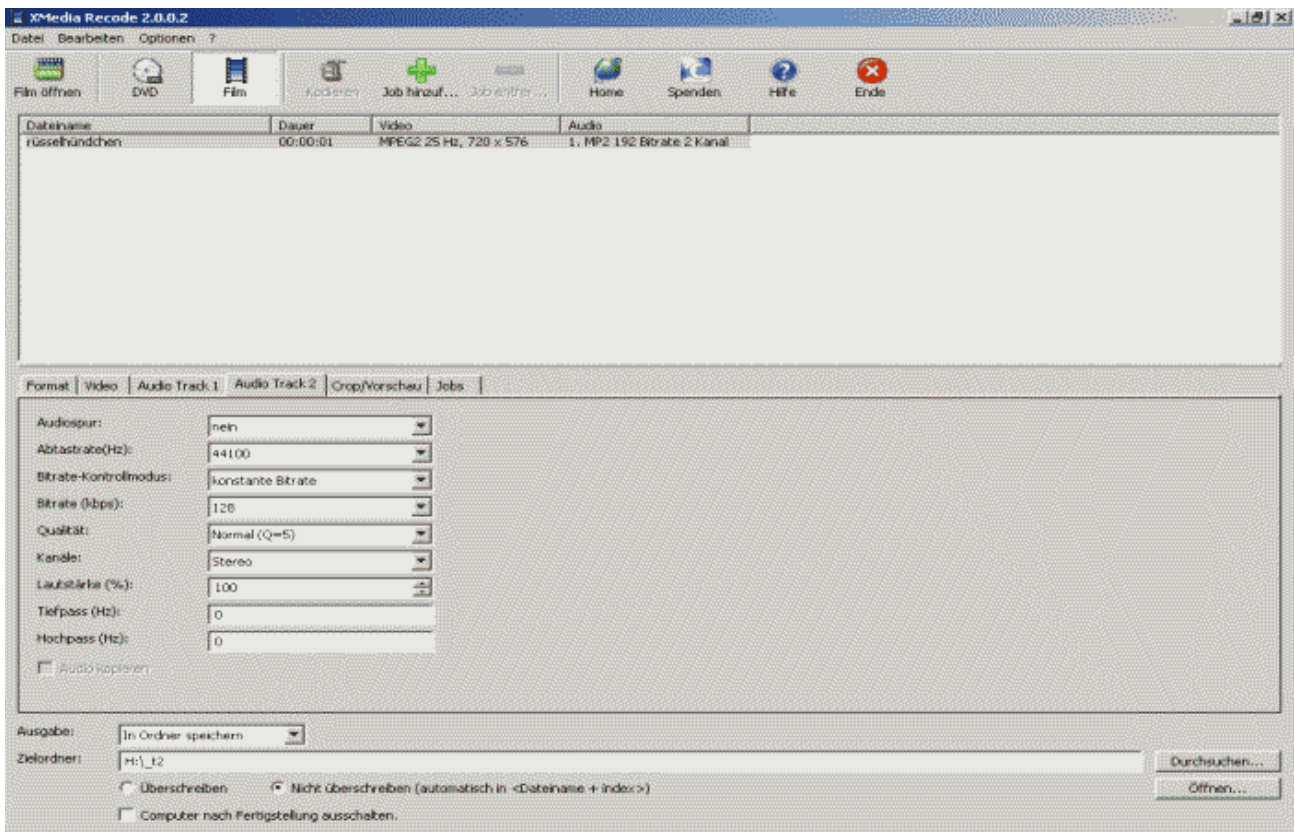 XMedia Recode 2.0.0.2
Datei Bearbeiten Optionen ?
Film öffnen DVD Film Kopieren Job hinzuf... Job entfer... Home Spenden Hilfe Ende
Dateiname Dauer Video Audio
rüsselhündchen 00:00:01 MPEG2 25 Hz, 720 x 576 1. MP2 192 Bitrate 2 Kanal
Format Video Audio Track 1 Audio Track 2 Crop/Vorschau Jobs
Audiospur: nein
Abtastrate(Hz): 44100
Bitrate-Kontrollmodus: konstante Bitrate
Bitrate (kbps): 128
Qualität: Normal (Q=5)
Kanäle: Stereo
Lautstärke (%): 100
Tiefpass (Hz): 0
Hochpass (Hz): 0
Audio kopieren
Ausgabe: In Ordner speichern
Zielordner: H:\_t2 Durchsuchen...
Überschreiben Nicht überschreiben (automatisch in <Dateiname + index>) Öffnen...
Computer nach Fertigstellung ausschalten.